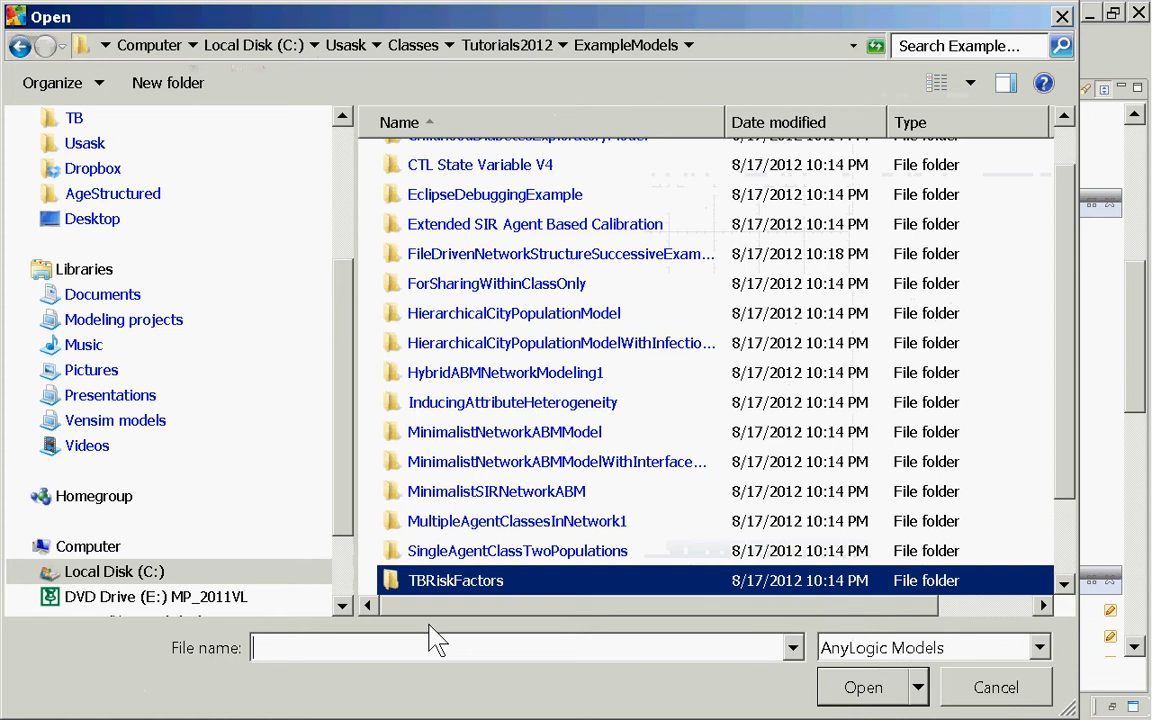 Open
Computer Local Disk (C:) Usask Classes Tutorials2012 ExampleModels Search Example...
Organize New folder
Name Date modified Type
TB
Usask
Dropbox
AgeStructured
Desktop
Libraries
Documents
Modeling projects
Music
Pictures
Presentations
Vensim models
Videos
Homegroup
Computer
Local Disk (C:)
DVD Drive (E:) MP_2011VL
CTL State Variable V4 8/17/2012 10:14 PM File folder
EclipseDebuggingExample 8/17/2012 10:14 PM File folder
Extended SIR Agent Based Calibration 8/17/2012 10:14 PM File folder
FileDrivenNetworkStructureSuccessiveExam... 8/17/2012 10:18 PM File folder
ForSharingWithinClassOnly 8/17/2012 10:14 PM File folder
HierarchicalCityPopulationModel 8/17/2012 10:14 PM File folder
HierarchicalCityPopulationModelWithInfectio... 8/17/2012 10:14 PM File folder
HybridABMNetworkModeling1 8/17/2012 10:14 PM File folder
InducingAttributeHeterogeneity 8/17/2012 10:14 PM File folder
MinimalistNetworkABMModel 8/17/2012 10:14 PM File folder
MinimalistNetworkABMModelWithInterface... 8/17/2012 10:14 PM File folder
MinimalistSIRNetworkABM 8/17/2012 10:14 PM File folder
MultipleAgentClassesInNetwork1 8/17/2012 10:14 PM File folder
SingleAgentClassTwoPopulations 8/17/2012 10:14 PM File folder
TBRiskFactors 8/17/2012 10:14 PM File folder
File name: AnyLogic Models
Open Cancel